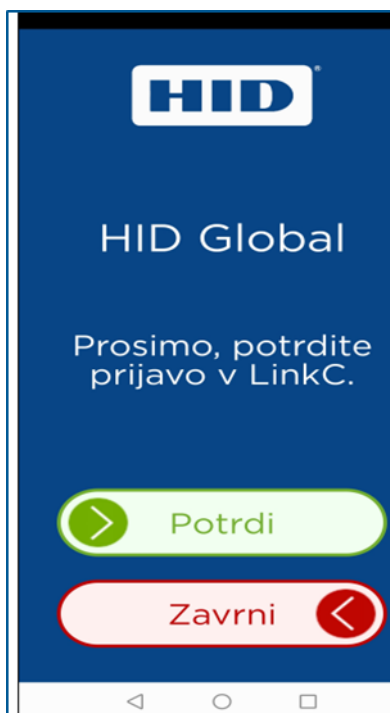 HID
HID Global
Prosimo, potrdite
prijavo v LinkC.
Potrdi
Zavrni